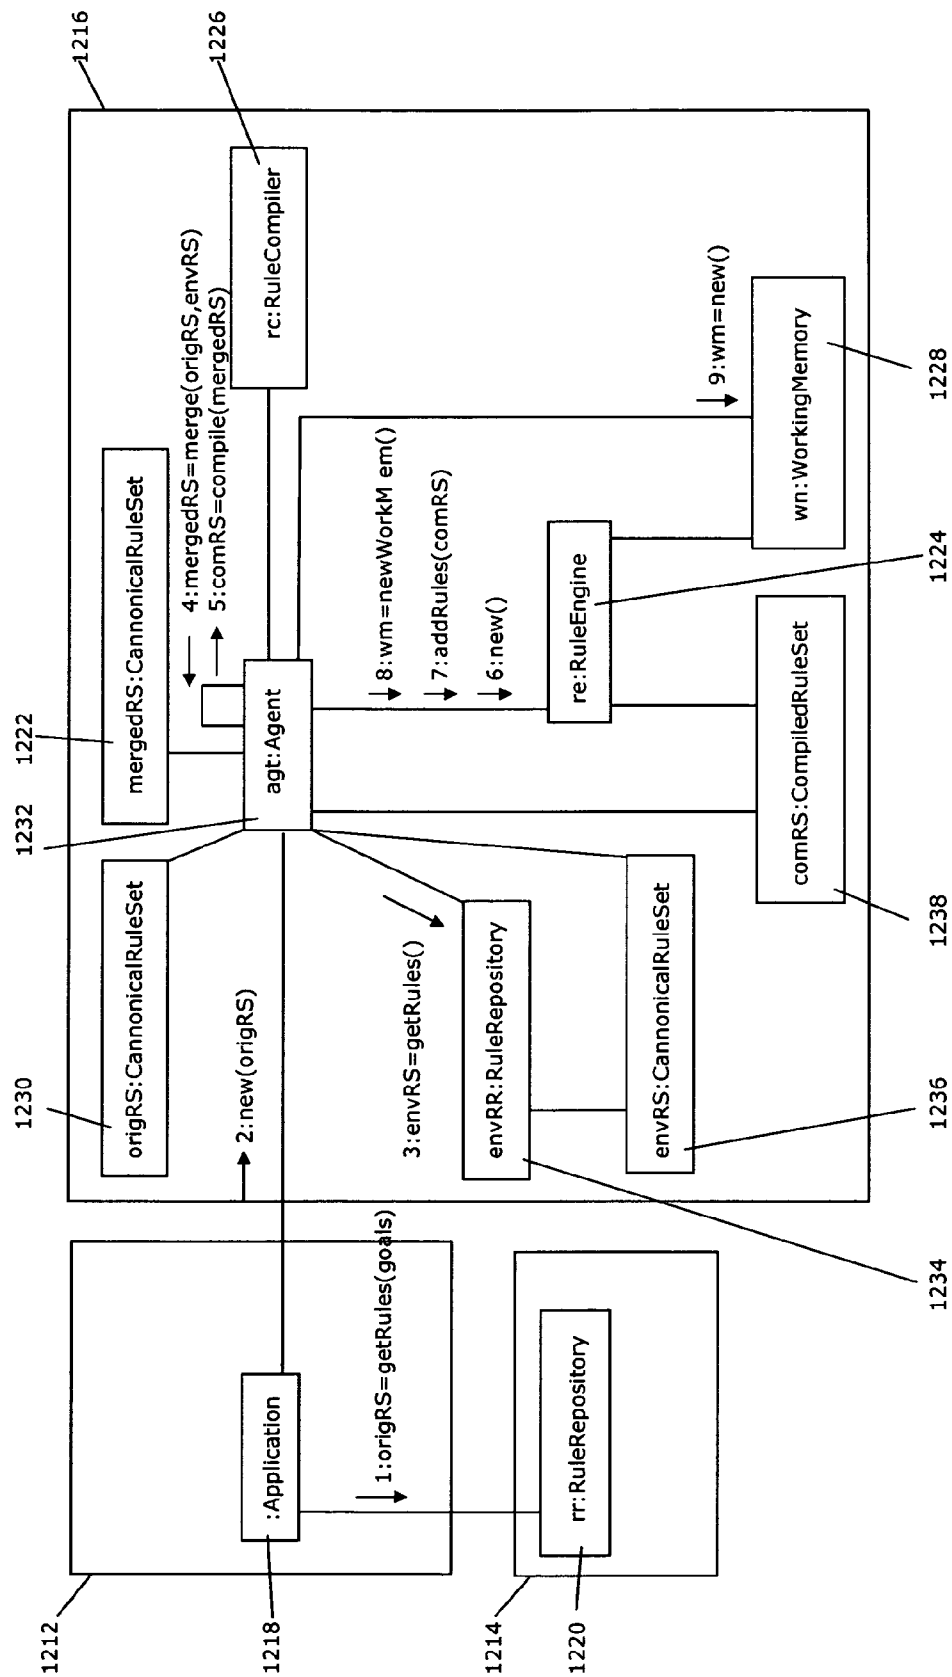 1216
1226
1222
1232
1230
mergedRS:CannonicalRuleSet
origRS:CannonicalRuleSet
4:mergedRS=merge(origRS,envRS)
5:comRS=compile(mergedRS)
rc:RuleCompiler
agt:Agent
2:new(origRS)
:Application
1:origRS=getRules(goals)
3:envRS=getRules()
8:wm=newWorkM em()
7:addRules(comRS)
6:new()
9:wm=new()
envRR:RuleRepository
re:RuleEngine
rr:RuleRepository
envRS:CannonicalRuleSet
comRS:CompiledRuleSet
wn:WorkingMemory
1212
1218
1214
1220
1234
1236
1238
1224
1228